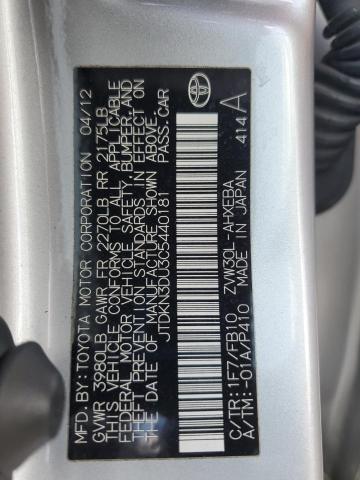 MFD. BY: TOYOTA MOTOR CORPORATION 04/12
GVWR 3980LB GAWR FR 2270LB RR 2175LB
THIS VEHICLE CONFORMS TO ALL APPLICABLE
FEDERAL MOTOR VEHICLE SAFETY, BUMPER, AND
THEFT PREVENTION STANDARDS IN EFFECT ON
THE DATE OF MANUFACTURE SHOWN ABOVE.
JTDKN3DU3C5440181 PASS. CAR
C/TR: 1F7/FB10 ZVW30L-AHXEBA
A/TM: -01A/P410 MADE IN JAPAN 414 A